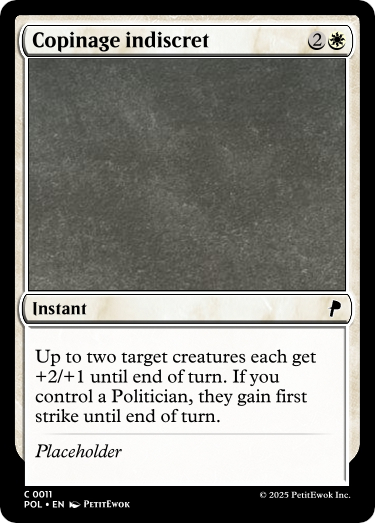 Copinage indiscret 2
Instant
Up to two target creatures each get
+2/+1 until end of turn. If you
control a Politician, they gain first
strike until end of turn.
Placeholder
C 0011
POL • EN PetitEwok
© 2025 PetitEwok Inc.